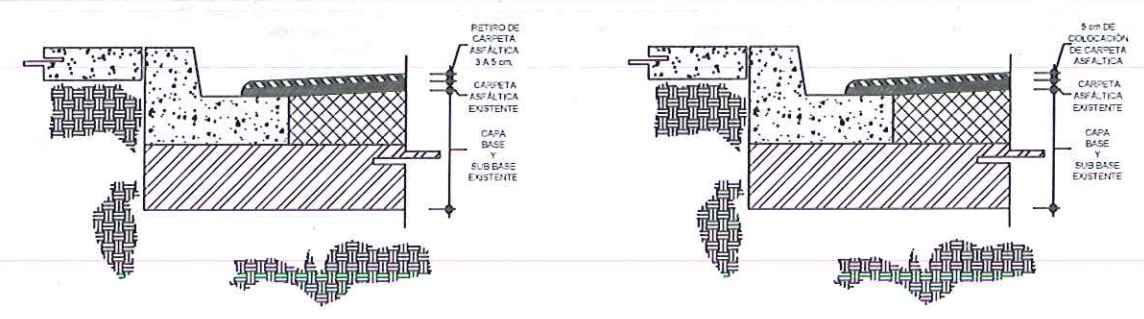 RETIRO DE
CARPETA
ASFÁLTICA
3 A 5 cm.
CARPETA
ASFÁLTICA
EXISTENTE
CAPA
BASE
Y
SUB BASE
EXISTENTE
5 cm DE
COLOCACIÓN
DE CARPETA
ASFALTICA
CARPETA
ASFÁLTICA
EXISTENTE
CAPA
BASE
Y
SUB BASE
EXISTENTE